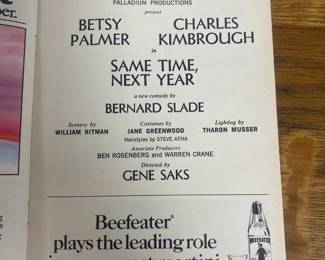 PALLADIUM PRODUCTIONS
present
BETSY CHARLES
PALMER KIMBROUGH
in
SAME TIME,
NEXT YEAR
a new comedy by
BERNARD SLADE
Scenery by Costumes by Lighting by
WILLIAM RITMAN JANE GREENWOOD THARON MUSSER
Hairstyles by STEVE ATHA
Associate Producers
BEN ROSENBERG and WARREN CRANE
Directed by
GENE SAKS
Beefeater®
plays the leading role
BEEFEATER